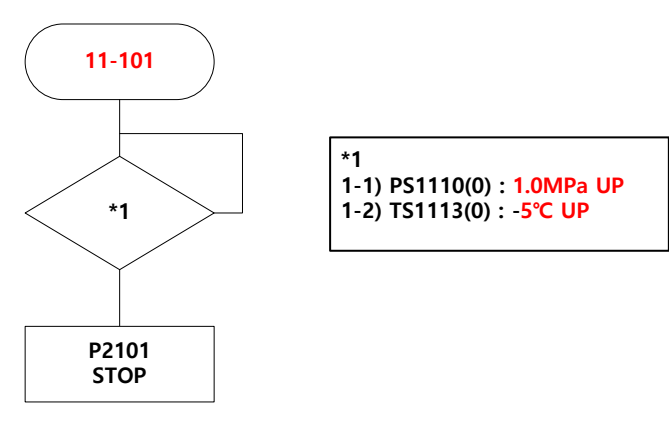 11-101
*1
P2101
STOP
*1
1-1) PS1110(0) : 1.0MPa UP
1-2) TS1113(0) : -5℃ UP